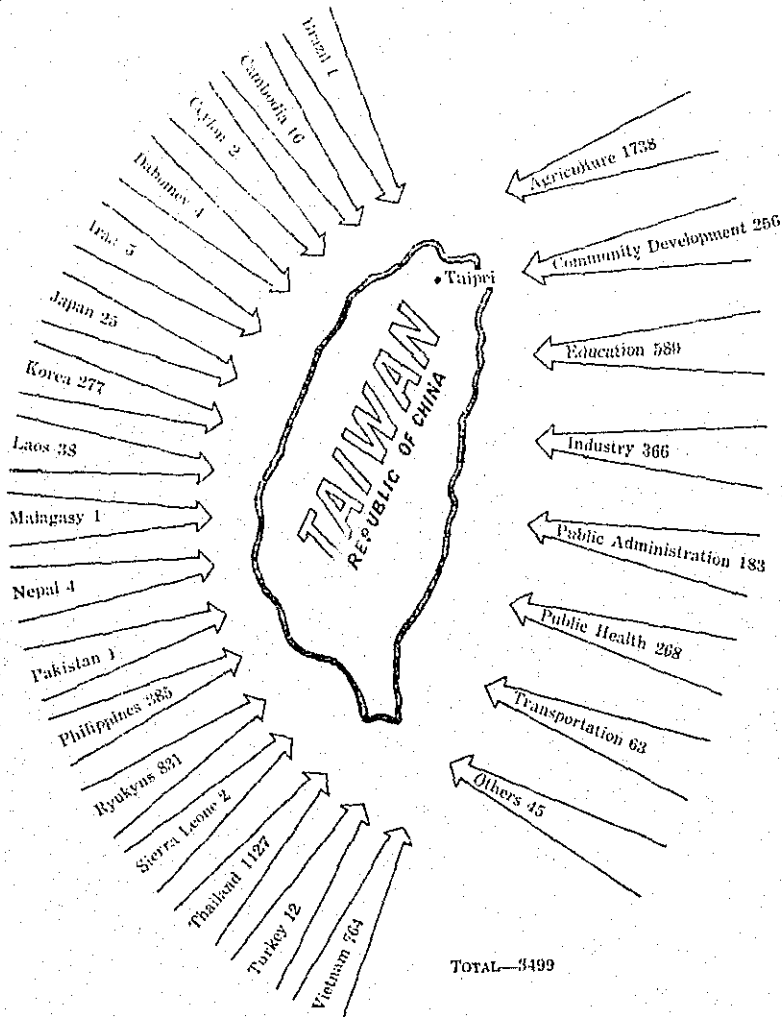 Brazil 1
Cambodia 16
Ceylon 2
Dahomey 4
Iran 5
Japan 25
Korea 277
Laos 38
Malagasy 1
Nepal 4
Pakistan
Philippines 385
Ryukyus 831
Sierra Leone 2
Thailand 1127
Turkey 12
Vietnam 764
Taipei
TAIWAN
REPUBLIC OF CHINA
Agriculture 1738
Community Development 256
Education 580
Industry 366
Public Administration 183
Public Health 268
Transportation 63
Others 45
TOTAL—3499